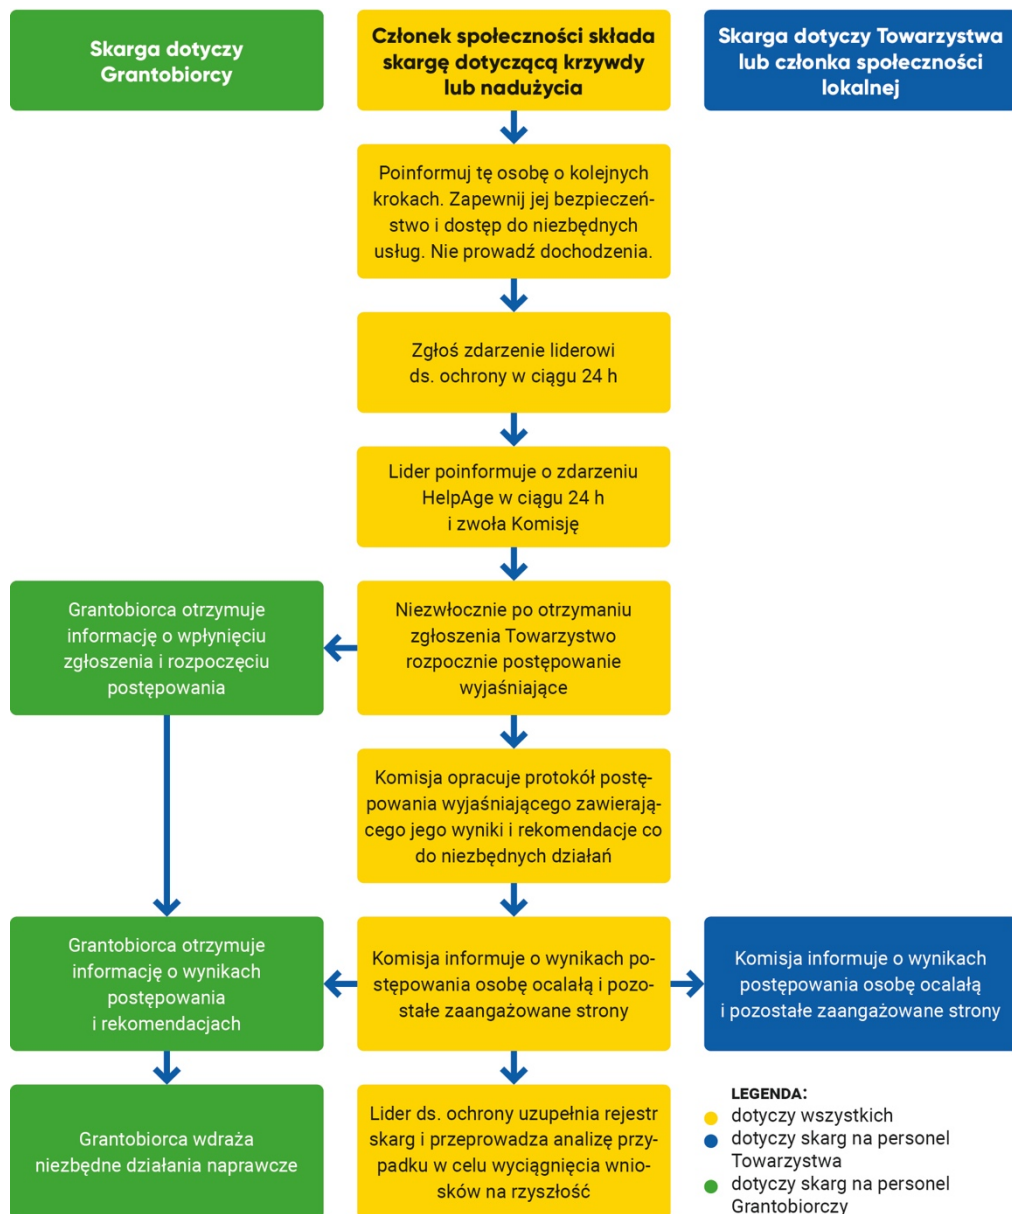 Skarga dotyczy
Grantobiorcy
Członek społeczności składa
skargę dotyczącą krzywdy
lub nadużycia
Skarga dotyczy Towarzystwa
lub członka społeczności
lokalnej
Poinformuj tę osobę o kolejnych
krokach. Zapewnij jej bezpieczeń-
stwo i dostęp do niezbędnych
usług. Nie prowadź dochodzenia.
Zgłoś zdarzenie liderowi
ds. ochrony w ciągu 24 h
Lider poinformuje o zdarzeniu
HelpAge w ciągu 24 h
i zwoła Komisję
Grantobiorca otrzymuje
informację o wpłynięciu
zgłoszenia i rozpoczęciu
postępowania
Niezwłocznie po otrzymaniu
zgłoszenia Towarzystwo
rozpocznie postępowanie
wyjaśniające
Komisja opracuje protokół postę-
powania wyjaśniającego zawierają-
cego jego wyniki i rekomendacje co
do niezbędnych działań
Grantobiorca otrzymuje
informację o wynikach
postępowania
i rekomendacjach
Komisja informuje o wynikach po-
stępowania osobę ocalałą i pozo-
stałe zaangażowane strony
Komisja informuje o wynikach
postępowania osobę ocalałą
i pozostałe zaangażowane strony
Grantobiorca wdraża
niezbędne działania naprawcze
Lider ds. ochrony uzupełnia rejestr
skarg i przeprowadza analizę przy-
padku w celu wyciągnięcia wnio-
sków na rzyszłość
LEGENDA:
dotyczy wszystkich
dotyczy skarg na personel
Towarzystwa
dotyczy skarg na personel
Grantobiorczy